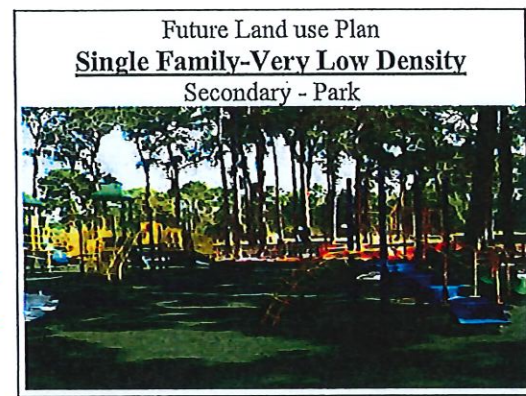 Future Land use Plan
Single Family-Very Low Density
Secondary - Park